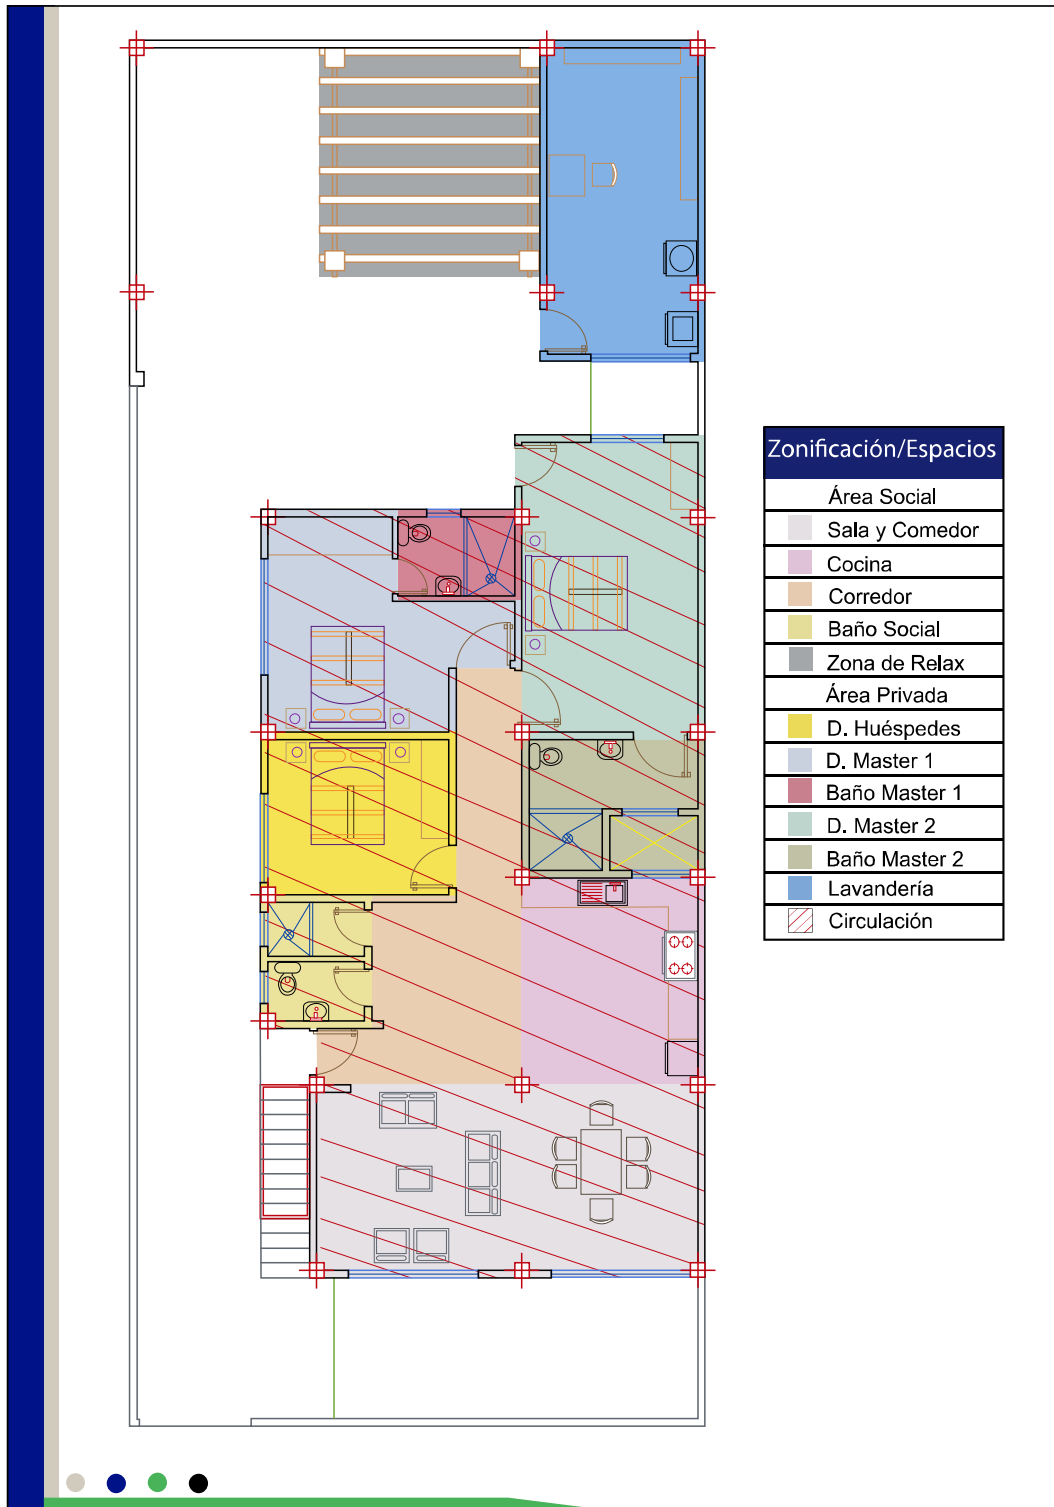 Zonificación/Espacios
Área Social
Sala y Comedor
Cocina
Corredor
Baño Social
Zona de Relax
Área Privada
D. Huéspedes
D. Master 1
Baño Master 1
D. Master 2
Baño Master 2
Lavandería
Circulación